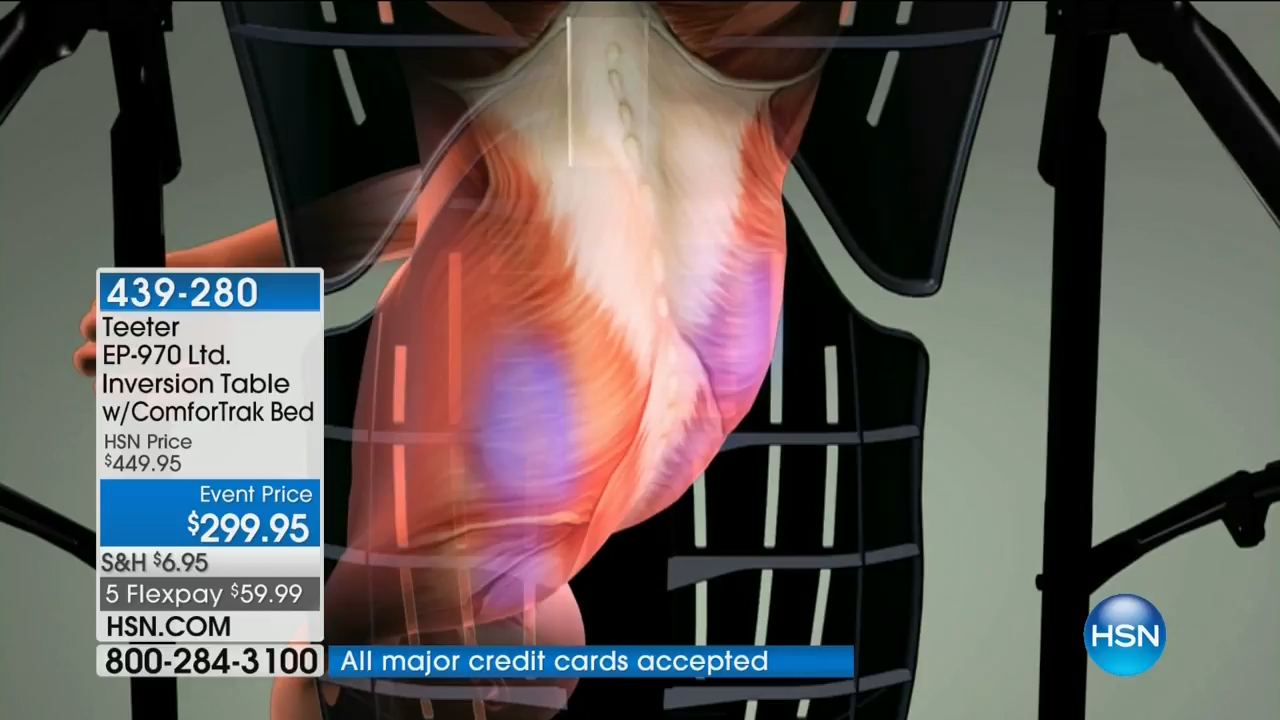 439-280
Teeter
EP-970 Ltd.
Inversion Table
w/ComforTrak Bed
HSN Price
$449.95
Event Price
$299.95
S&H $6.95
5 Flexpay $59.99
HSN.COM
800-284-3100
All major credit cards accepted
HSN